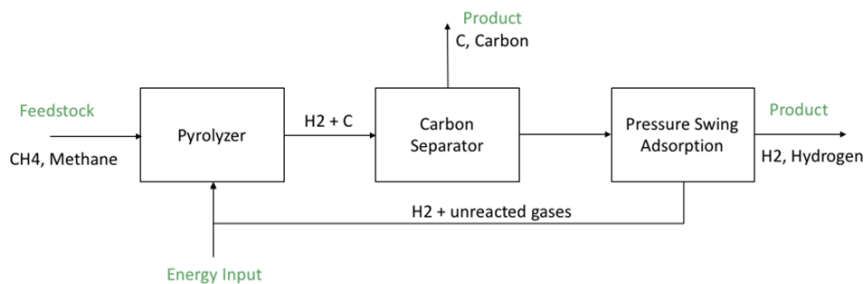 Product
C, Carbon
Feedstock
CH4, Methane
Pyrolyzer
H2 + C
Carbon
Separator
Pressure Swing
Adsorption
Product
H2, Hydrogen
H2 + unreacted gases
Energy Input